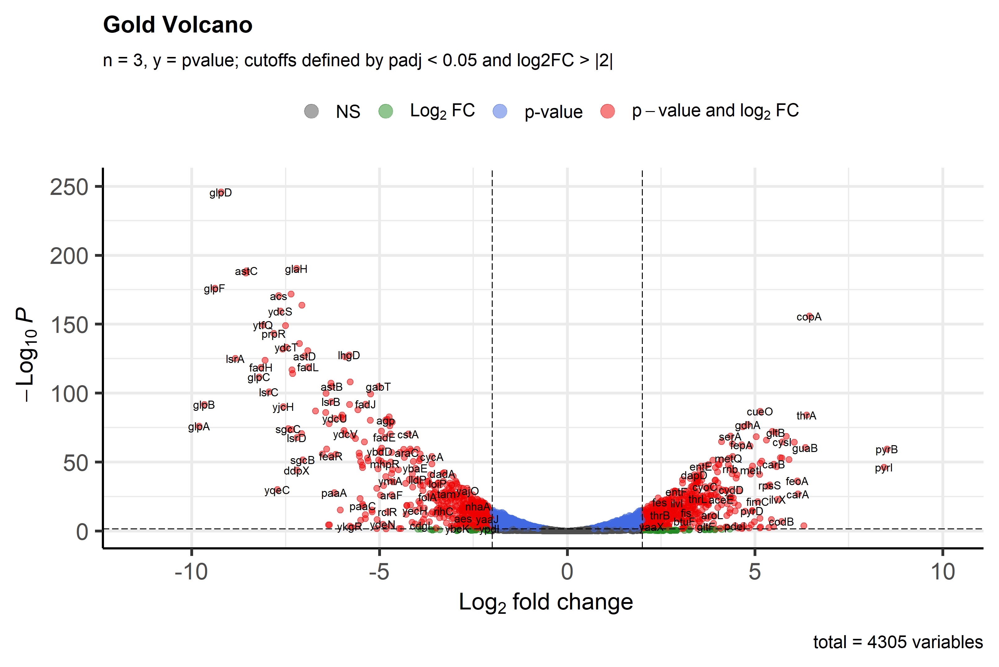 Gold Volcano
n = 3, y = pvalue; cutoffs defined by padj < 0.05 and log2FC > |2|
NS Log₂ FC p-value p − value and log₂ FC
−Log₁₀ P
250
200
150
100
50
0
glpD
astC glaH
glpF
acs
ydcS
copA
ytfQ
prpR
ydcT
astD lhgD
lsrA
fadH fadL
glpC
astB gabT
lsrC
lsrB fadJ
glpB
yjcH
cueO
thrA
ydcU agp
glpA
gdhA
sgcC
ydcV
lsrD
fadE cstA
serA gltB
fepA cysI
guaB pyrB
ybdD araC
feaR cycA
sgcB
mhpR
metQ carB
ddpX
ybaE
entF rnb metI pyrI
dadA
dapD
ymiA lldP loiP
feoA
rpsS
yqeC
paaA
araF folA tam yajO
entF cyoC cydD
carA
paaC
nhaA
fes ilvI thrL aceE fimC ilvX
rclR yecH rihC
pyrD
aes yaaJ
thrB fis aroL
btuF codB
ykgR ydeN cdgI ybcK ypdI
yaaX gltF pdeI
-10 -5 0 5 10
Log₂ fold change
total = 4305 variables